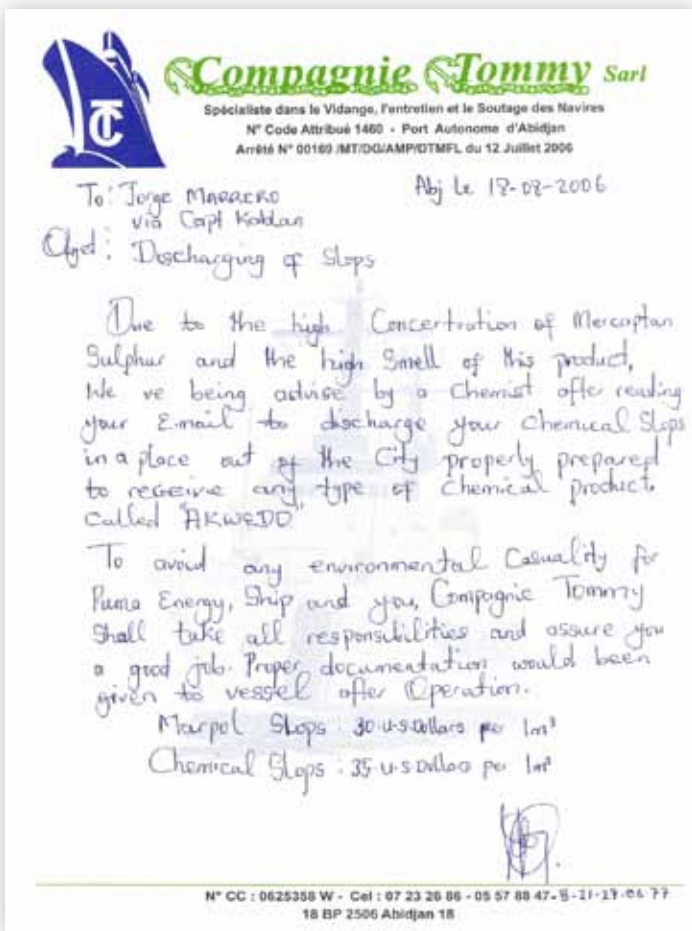 TC
Compagnie Tommy Sarl
Spécialiste dans le Vidange, l'entretien et le Soutage des Navires
N° Code Attribué 1460 - Port Autonome d'Abidjan
Arrêté N° 00169 /MT/DG/AMP/DTMFL du 12 Juillet 2006
Abj Le 18-08-2006
To: Jorge MARRERO
via Capt Kablan
Objet: Discharging of Slops
Due to the high Concertration of Mercaptan
Sulphur and the high Smell of this product,
We ve being advise by a Chemist after reading
your E.mail to discharge your Chemical Slops
in a place out of the City properly prepared
to receive any type of Chemical product.
Called "AKWEDO"
To avoid any environmental Casuality for
Puma Energy, Ship and you, Compagnie Tommy
Shall take all responsibilities and assure you
a good job. Proper documentation would been
given to vessel after Operation.
Marpol Slops : 30 U.S Dollars per 1m³
Chemical Slops : 35 U.S Dollars per 1m³
N° CC : 0625358 W - Cel : 07 23 26 86 - 05 57 88 47
18 BP 2506 Abidjan 18